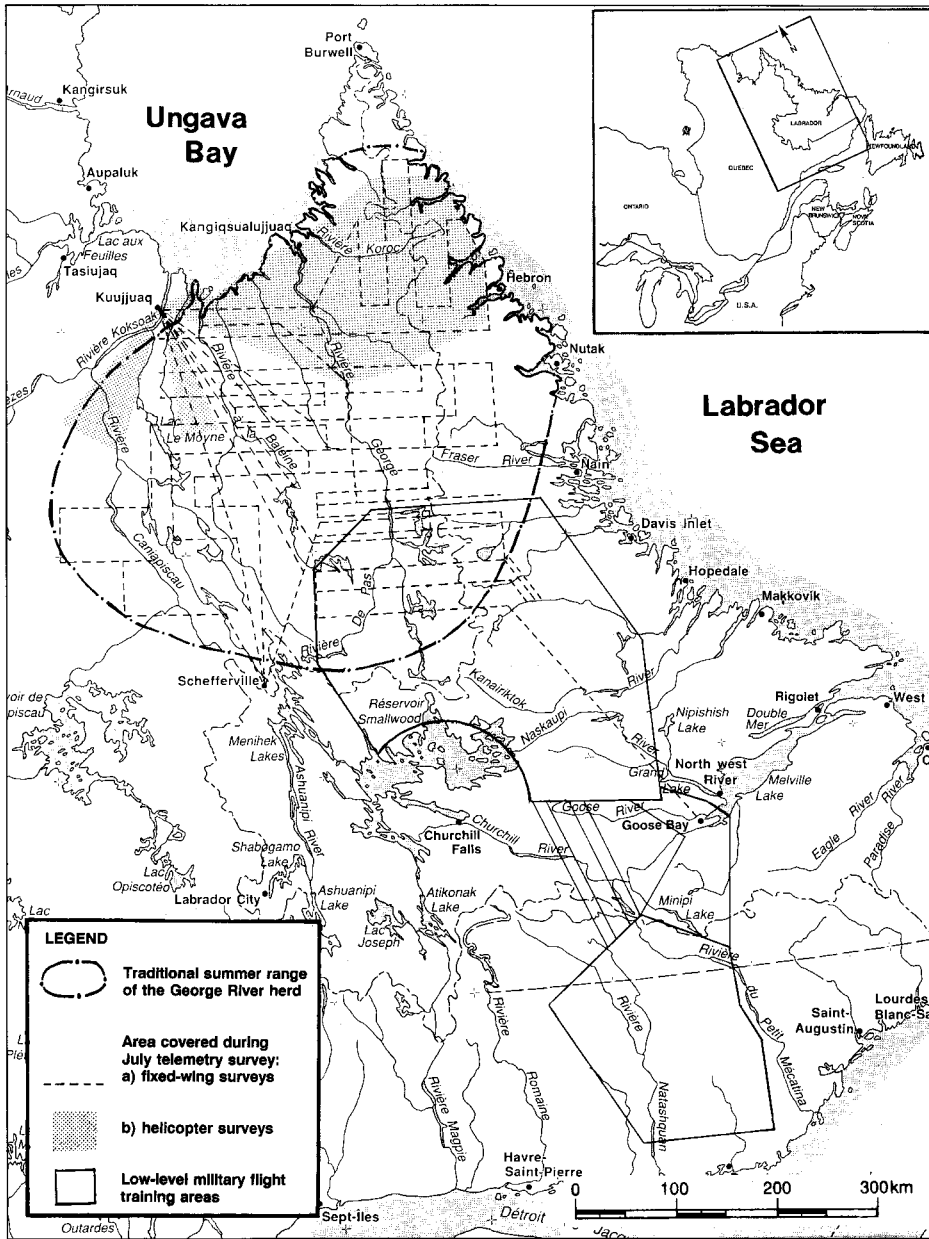 Port
Burwell
Kangirsuk
Ungava
Bay
Aupaluk
Kangiqsualujjuaq
Rivière
Koroc
Lac aux
Feuilles
Tasiujaq
Hebron
Kuujjuaq
Rivière Koksoak
Nutak
Labrador
Sea
Rivière
à la
Baleine
Rivière
George
Lac
Le Moyne
Rivière
Caniapiscau
Fraser River
Nain
Davis Inlet
Hopedale
Makkovik
Rivière De Pas
Schefferville
Kanairiktok
River
Réservoir
Smallwood
Naskaupi
River
Nipishish
Lake
Double
Mer
Rigolet
West
Menihek
Lakes
Grand
Lake
North west
River
Melville
Lake
Goose River
Goose Bay
Churchill
River
Churchill
Falls
Eagle River
Paradise River
Ashuanipi River
Shabogamo
Lake
Lac
Opiscotéo
Labrador City
Ashuanipi
Lake
Atikonak
Lake
Lac
Joseph
Minipi
Lake
Lac
Rivière
du
Petit
Mécatina
Saint-
Augustin
Lourdes
Blanc-Sa
Rivière
Romaine
Rivière
Natashquan
Rivière
Magpie
Havre-
Saint-Pierre
Sept-Îles
Outardes
Détroit
Jacq
0 100 200 300km
LEGEND
Traditional summer range
of the George River herd
Area covered during
July telemetry survey:
a) fixed-wing surveys
b) helicopter surveys
Low-level military flight
training areas
N
LABRADOR
NEWFOUNDLAND
QUÉBEC
ONTARIO
NEW
BRUNSWICK
NOVA
SCOTIA
U.S.A.